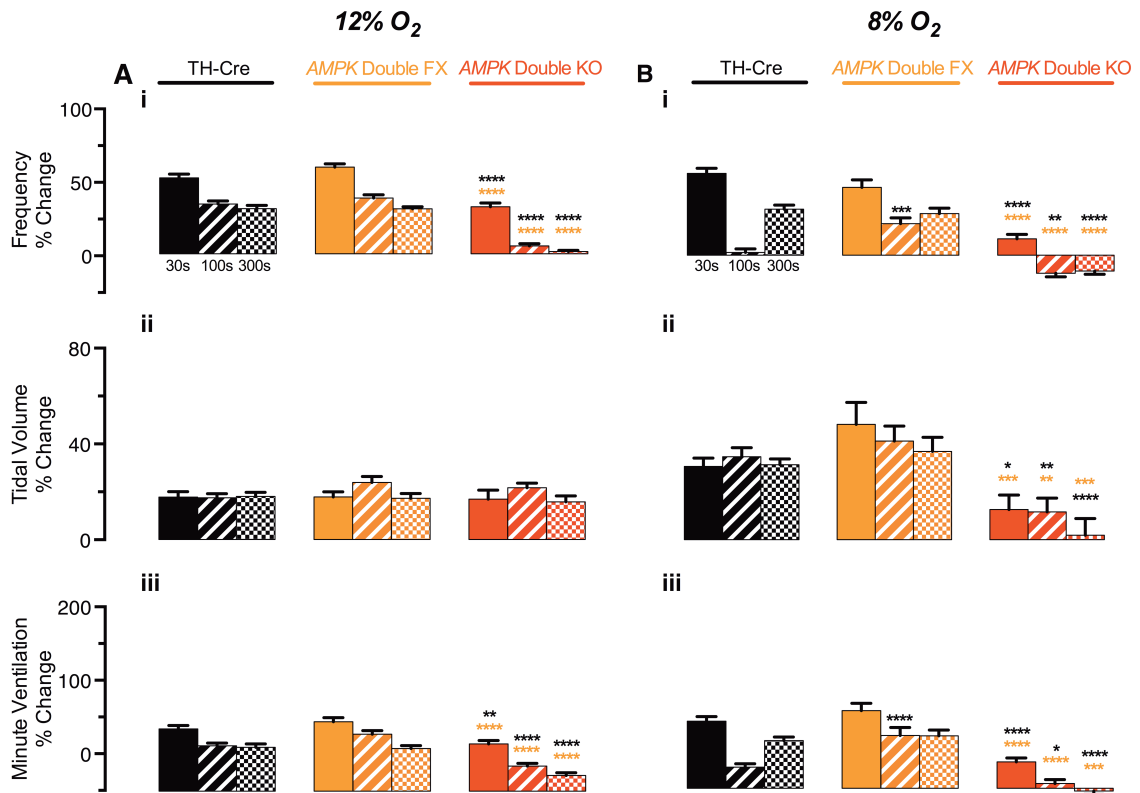 12% O2
8% O2
A
TH-Cre
AMPK Double FX
AMPK Double KO
B
TH-Cre
AMPK Double FX
AMPK Double KO
i
i
Frequency
% Change
100
50
0
****
****
****
****
****
****
***
****
****
**
****
****
****
30s 100s 300s
30s 100s 300s
ii
ii
Tidal Volume
% Change
80
40
0
*
***
**
**
***
****
iii
iii
Minute Ventilation
% Change
200
100
0
**
****
****
****
****
****
****
****
****
*
****
****
***